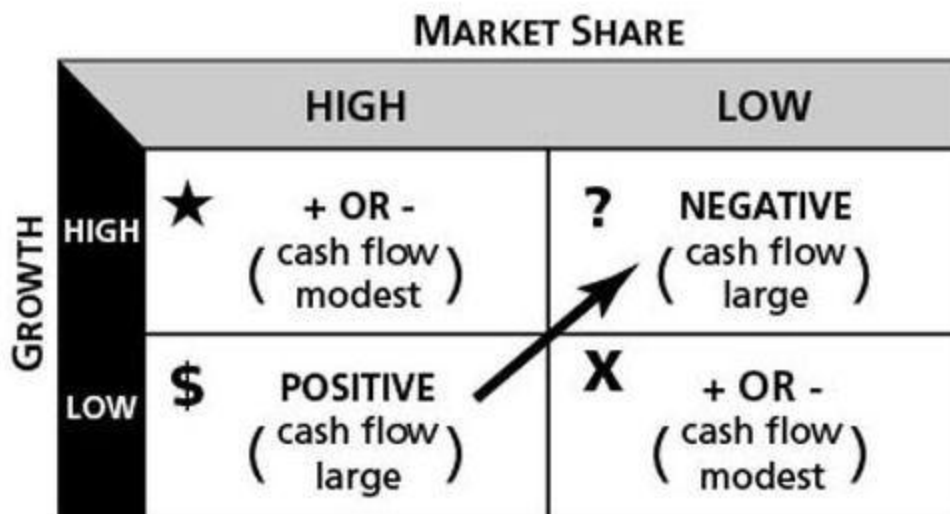 MARKET SHARE
HIGH LOW
GROWTH
HIGH
★ + OR -
( cash flow
modest )
? NEGATIVE
( cash flow
large )
LOW
$ POSITIVE
( cash flow
large )
X + OR -
( cash flow
modest )